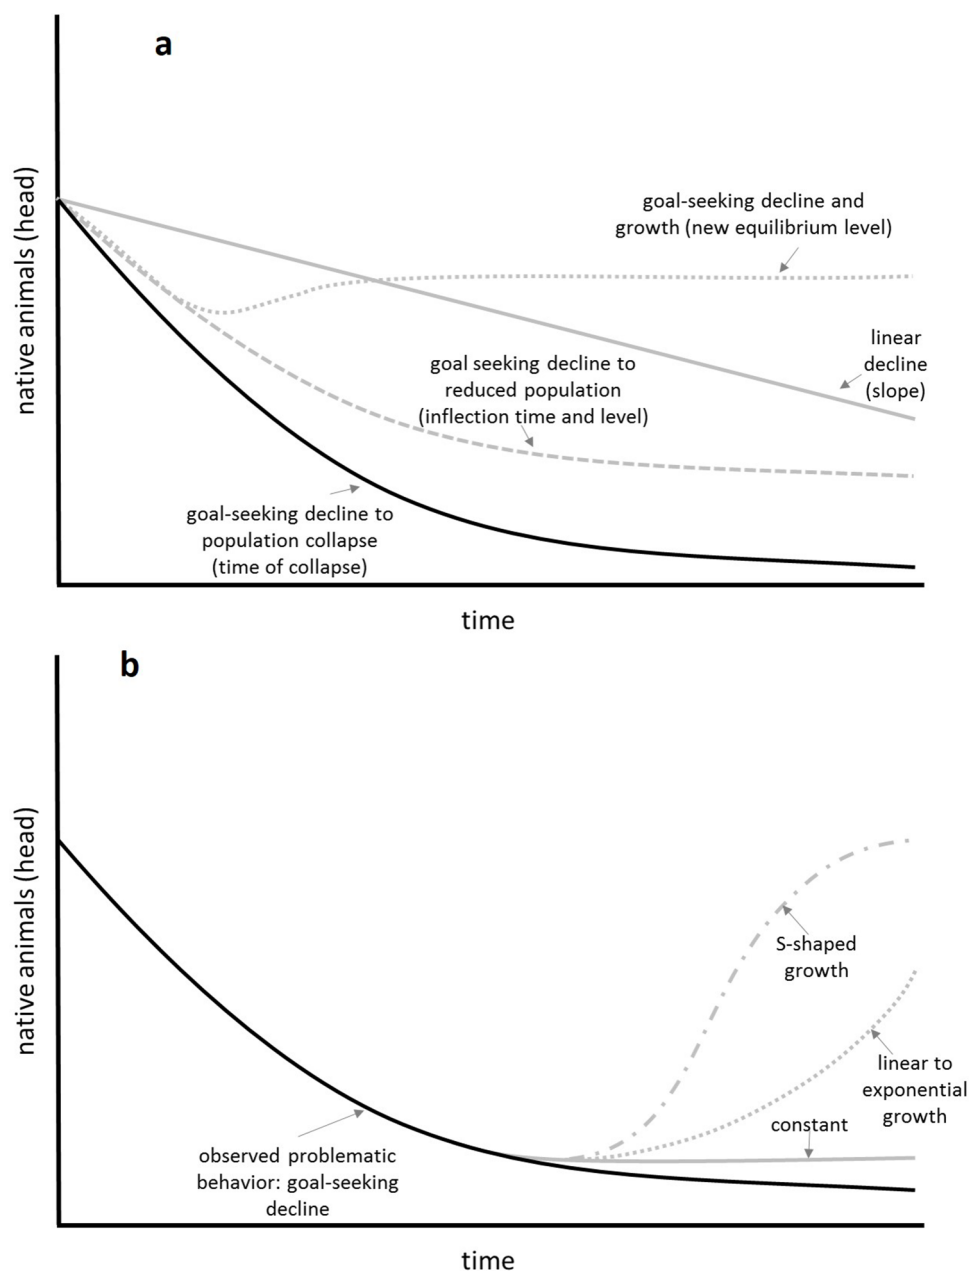 a
native animals (head)
goal-seeking decline and
growth (new equilibrium level)
linear
decline
(slope)
goal seeking decline to
reduced population
(inflection time and level)
goal-seeking decline to
population collapse
(time of collapse)
time
b
native animals (head)
S-shaped
growth
linear to
exponential
growth
constant
observed problematic
behavior: goal-seeking
decline
time